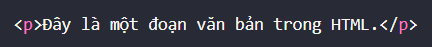 <p>Đây là một đoạn văn bản trong HTML.</p>